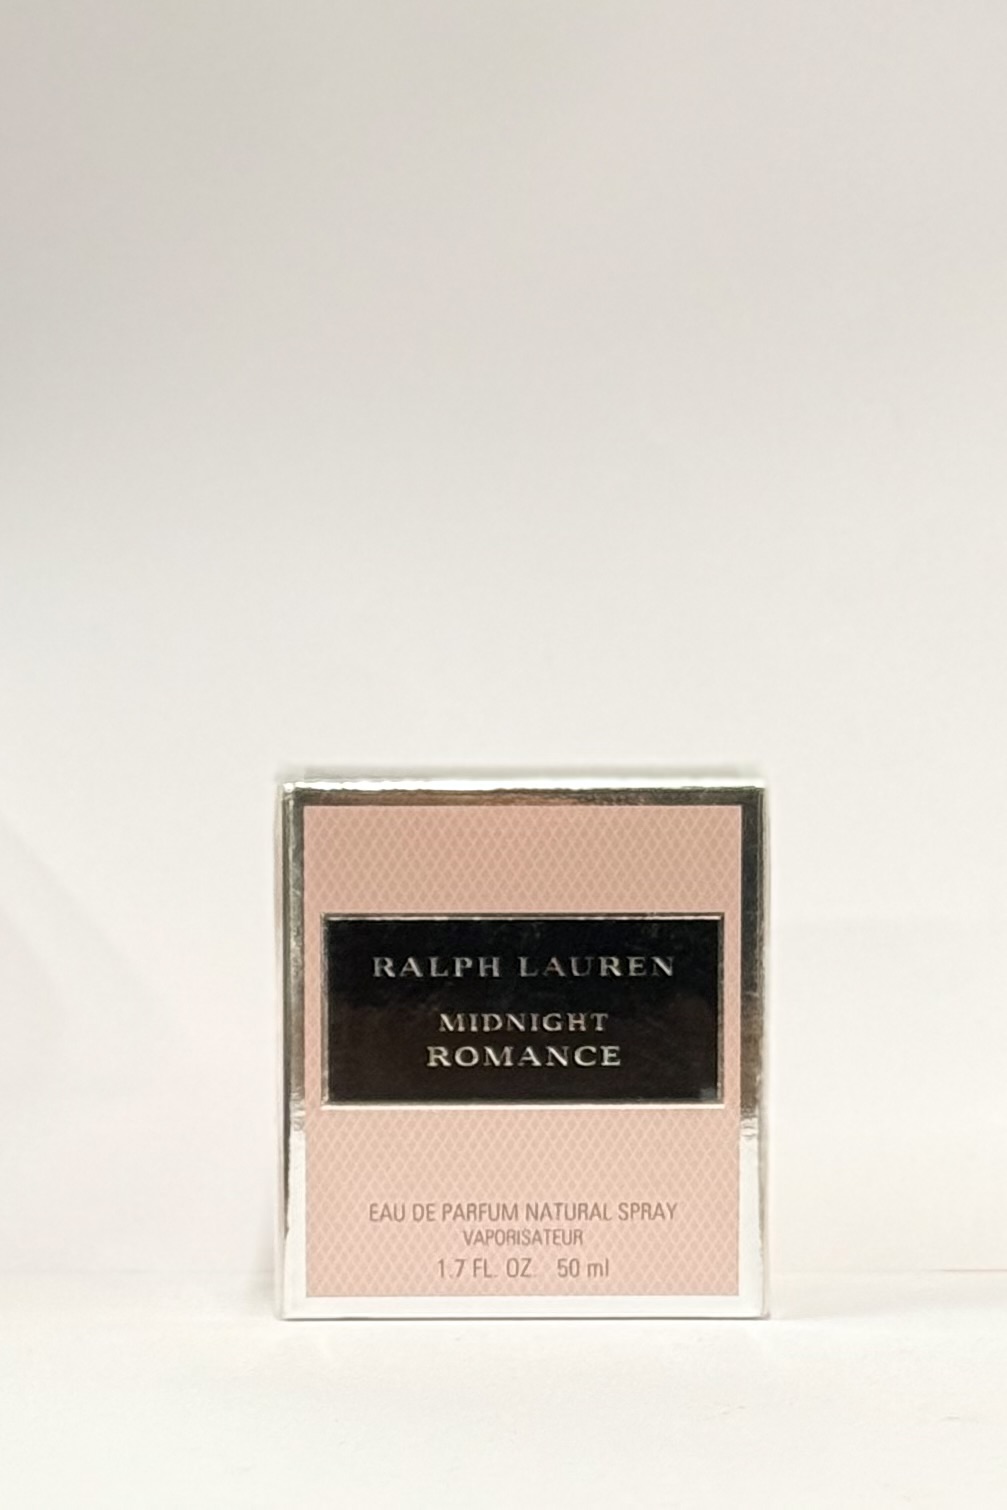 RALPH LAUREN
MIDNIGHT
ROMANCE
EAU DE PARFUM NATURAL SPRAY
VAPORISATEUR
1.7 FL. OZ. 50 ml